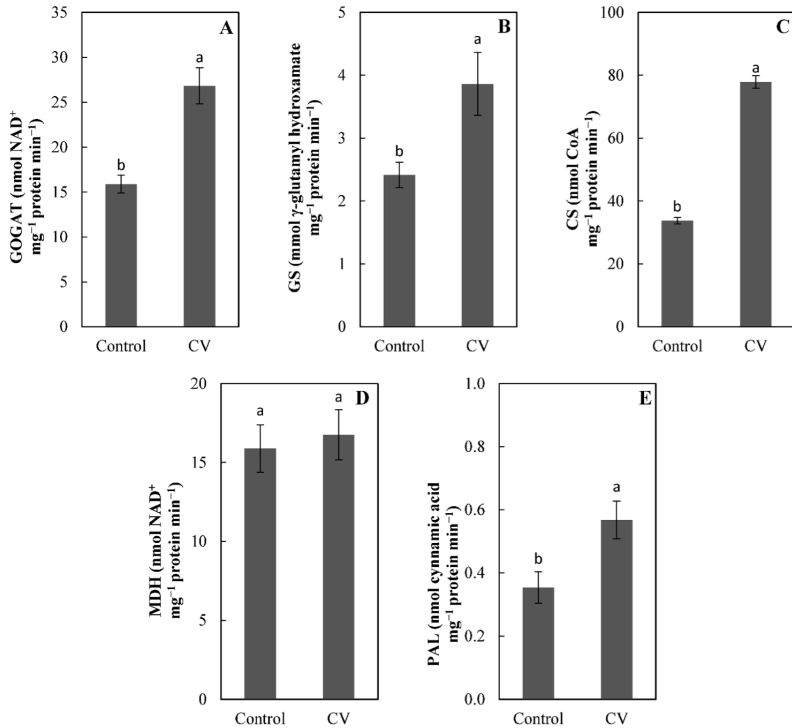 A
GOGAT (nmol NAD⁺
mg⁻¹ protein min⁻¹)
35
30
25
20
15
10
5
0
b
a
Control CV
B
GS (mmol γ-glutamyl hydroxamate
mg⁻¹ protein min⁻¹)
5
4
3
2
1
0
b
a
Control CV
C
CS (nmol CoA
mg⁻¹ protein min⁻¹)
100
80
60
40
20
0
b
a
Control CV
D
MDH (nmol NAD⁺
mg⁻¹ protein min⁻¹)
20
15
10
5
0
a
a
Control CV
E
PAL (nmol cynnamic acid
mg⁻¹ protein min⁻¹)
1.0
0.8
0.6
0.4
0.2
0.0
b
a
Control CV